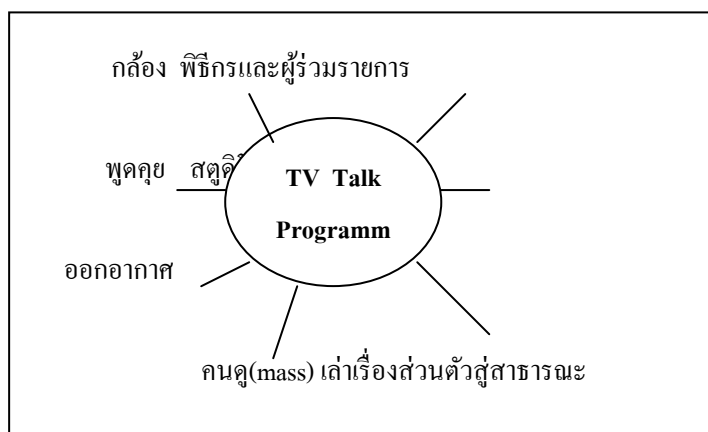 กล้อง พิธีกรและผู้ร่วมรายการ
พูดคุย
TV Talk
Programm
ออกอากาศ
คนดู(mass) เล่าเรื่องส่วนตัวสู่สาธารณะ